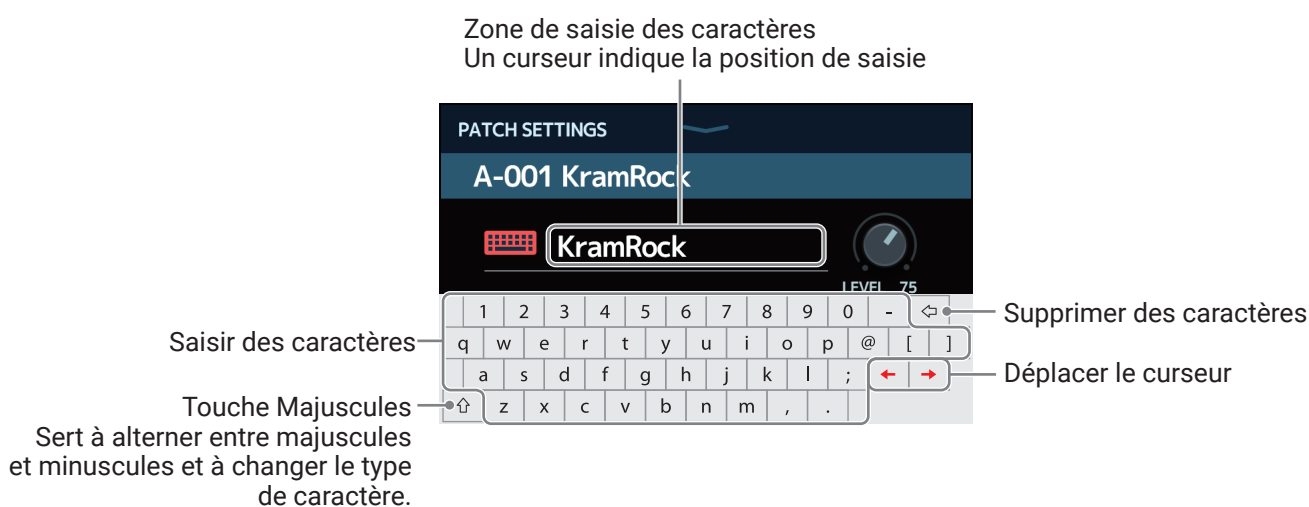 Zone de saisie des caractères
Un curseur indique la position de saisie
PATCH SETTINGS
A-001 KramRock
KramRock
LEVEL 75
1 2 3 4 5 6 7 8 9 0 -
Supprimer des caractères
Saisir des caractères
q w e r t y u i o p @ [ ]
a s d f g h j k l ;
Déplacer le curseur
Touche Majuscules
z x c v b n m , .
Sert à alterner entre majuscules
et minuscules et à changer le type
de caractère.